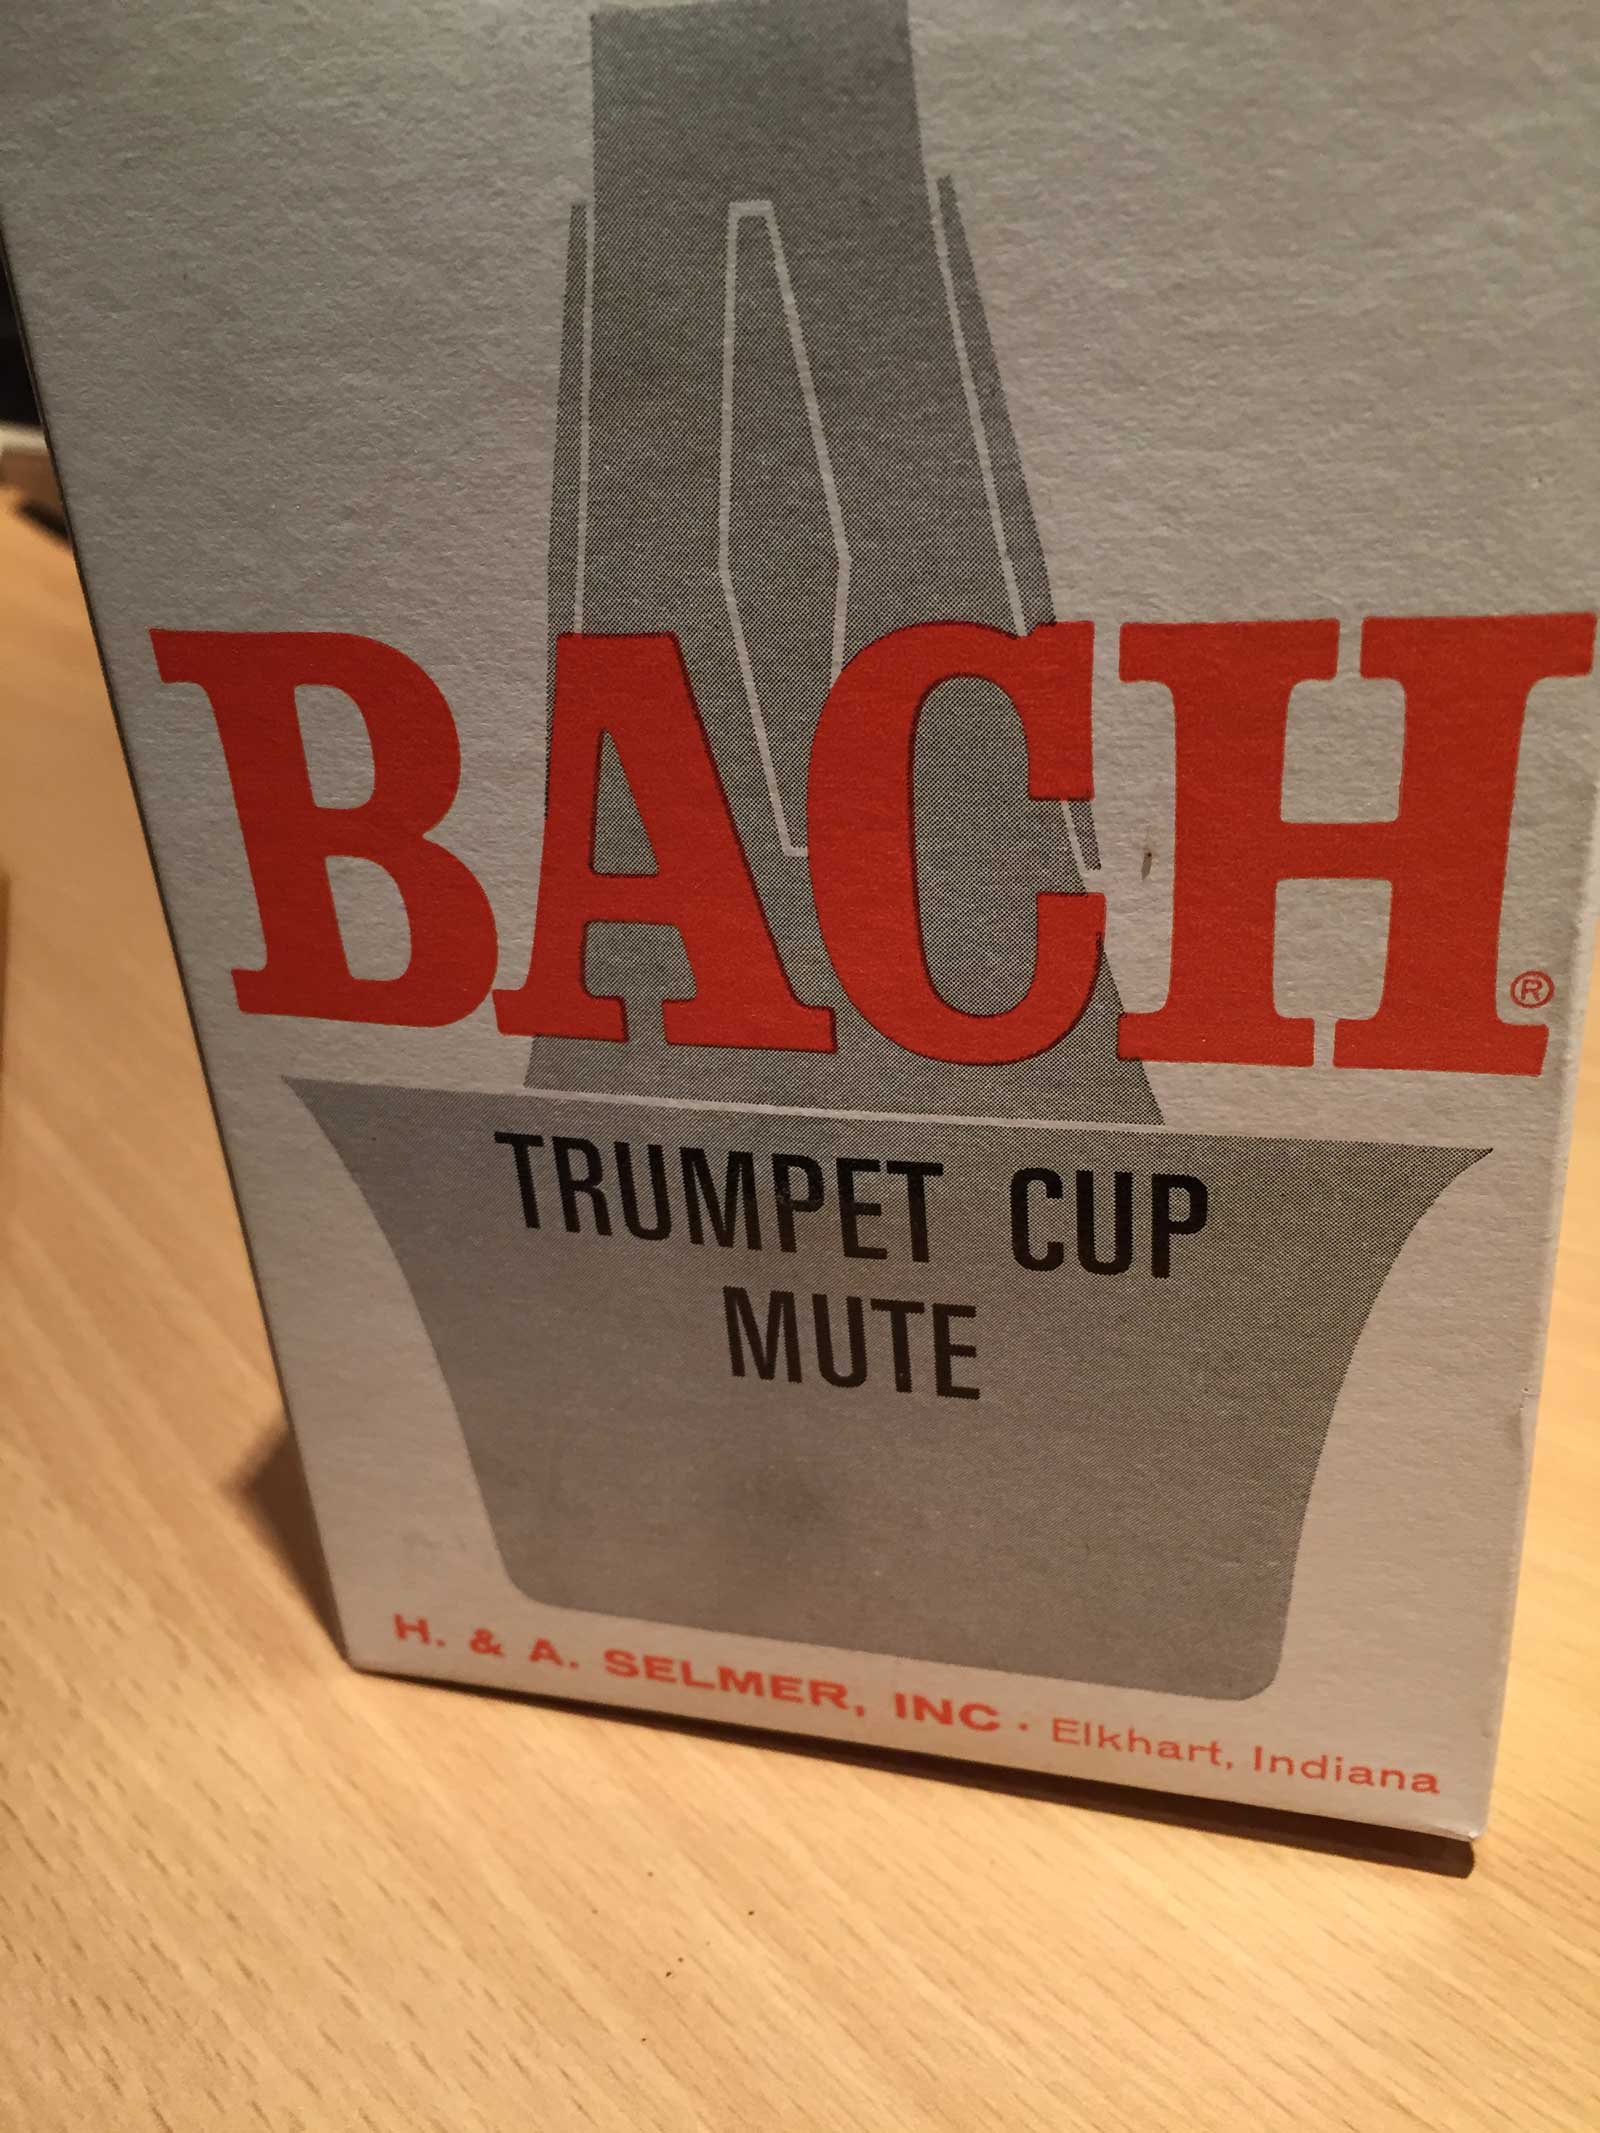 BACH®
TRUMPET CUP
MUTE
H. & A. SELMER, INC · Elkhart, Indiana